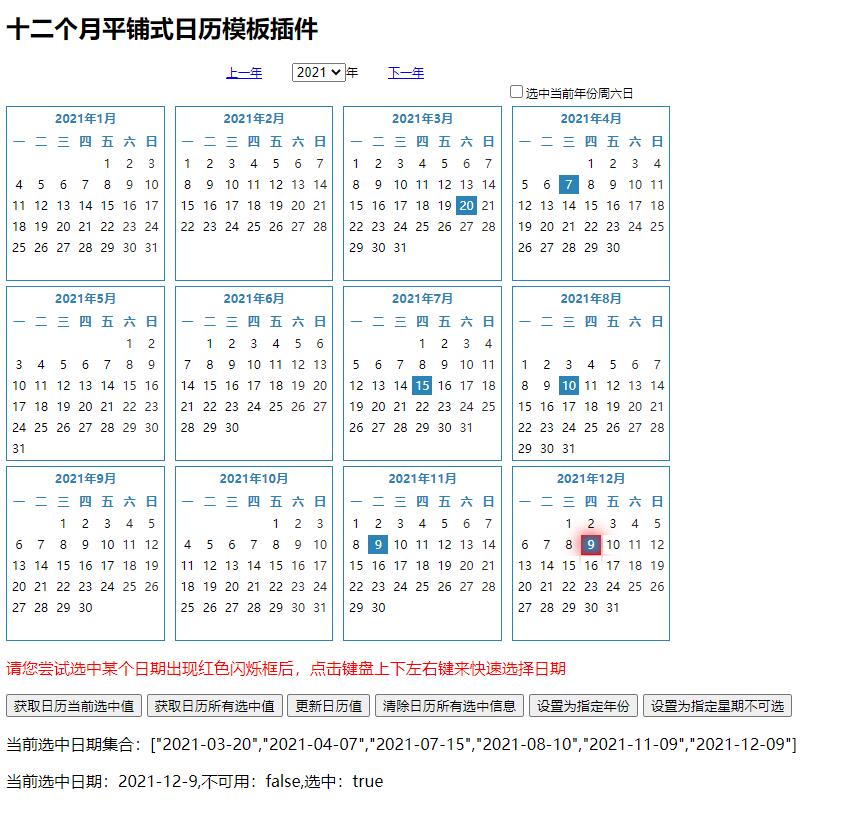 十二个月平铺式日历模板插件
上一年 2021 年 下一年
选中当前年份周六日
2021年1月 2021年2月 2021年3月 2021年4月
一 二 三 四 五 六 日 一 二 三 四 五 六 日 一 二 三 四 五 六 日 一 二 三 四 五 六 日
1 2 3 1 2 3 4 5 6 7 1 2 3 4 5 6 7 1 2 3 4
4 5 6 7 8 9 10 8 9 10 11 12 13 14 8 9 10 11 12 13 14 5 6 7 8 9 10 11
11 12 13 14 15 16 17 15 16 17 18 19 20 21 15 16 17 18 19 20 21 12 13 14 15 16 17 18
18 19 20 21 22 23 24 22 23 24 25 26 27 28 22 23 24 25 26 27 28 19 20 21 22 23 24 25
25 26 27 28 29 30 31 29 30 31 26 27 28 29 30
2021年5月 2021年6月 2021年7月 2021年8月
一 二 三 四 五 六 日 一 二 三 四 五 六 日 一 二 三 四 五 六 日 一 二 三 四 五 六 日
1 2 1 2 3 4 5 6 1 2 3 4
3 4 5 6 7 8 9 7 8 9 10 11 12 13 5 6 7 8 9 10 11 1 2 3 4 5 6 7
10 11 12 13 14 15 16 14 15 16 17 18 19 20 12 13 14 15 16 17 18 8 9 10 11 12 13 14
17 18 19 20 21 22 23 21 22 23 24 25 26 27 19 20 21 22 23 24 25 15 16 17 18 19 20 21
24 25 26 27 28 29 30 28 29 30 26 27 28 29 30 31 22 23 24 25 26 27 28
31 29 30 31
2021年9月 2021年10月 2021年11月 2021年12月
一 二 三 四 五 六 日 一 二 三 四 五 六 日 一 二 三 四 五 六 日 一 二 三 四 五 六 日
1 2 3 4 5 1 2 3 1 2 3 4 5 6 7 1 2 3 4 5
6 7 8 9 10 11 12 4 5 6 7 8 9 10 8 9 10 11 12 13 14 6 7 8 9 10 11 12
13 14 15 16 17 18 19 11 12 13 14 15 16 17 15 16 17 18 19 20 21 13 14 15 16 17 18 19
20 21 22 23 24 25 26 18 19 20 21 22 23 24 22 23 24 25 26 27 28 20 21 22 23 24 25 26
27 28 29 30 25 26 27 28 29 30 31 29 30 27 28 29 30 31
请您尝试选中某个日期出现红色闪烁框后，点击键盘上下左右键来快速选择日期
获取日历当前选中值 获取日历所有选中值 更新日历值 清除日历所有选中信息 设置为指定年份 设置为指定星期不可选
当前选中日期集合：["2021-03-20","2021-04-07","2021-07-15","2021-08-10","2021-11-09","2021-12-09"]
当前选中日期：2021-12-9,不可用：false,选中：true